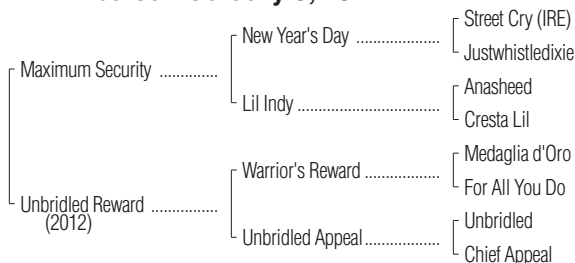 Street Cry (IRE)
New Year's Day ....................
Justwhistledixie
Maximum Security ..............
Anasheed
Lil Indy ..................................
Cresta Lil
Medaglia d'Oro
Warrior's Reward ..................
For All You Do
Unbridled Reward ................
(2012)
Unbridled
Unbridled Appeal..................
Chief Appeal